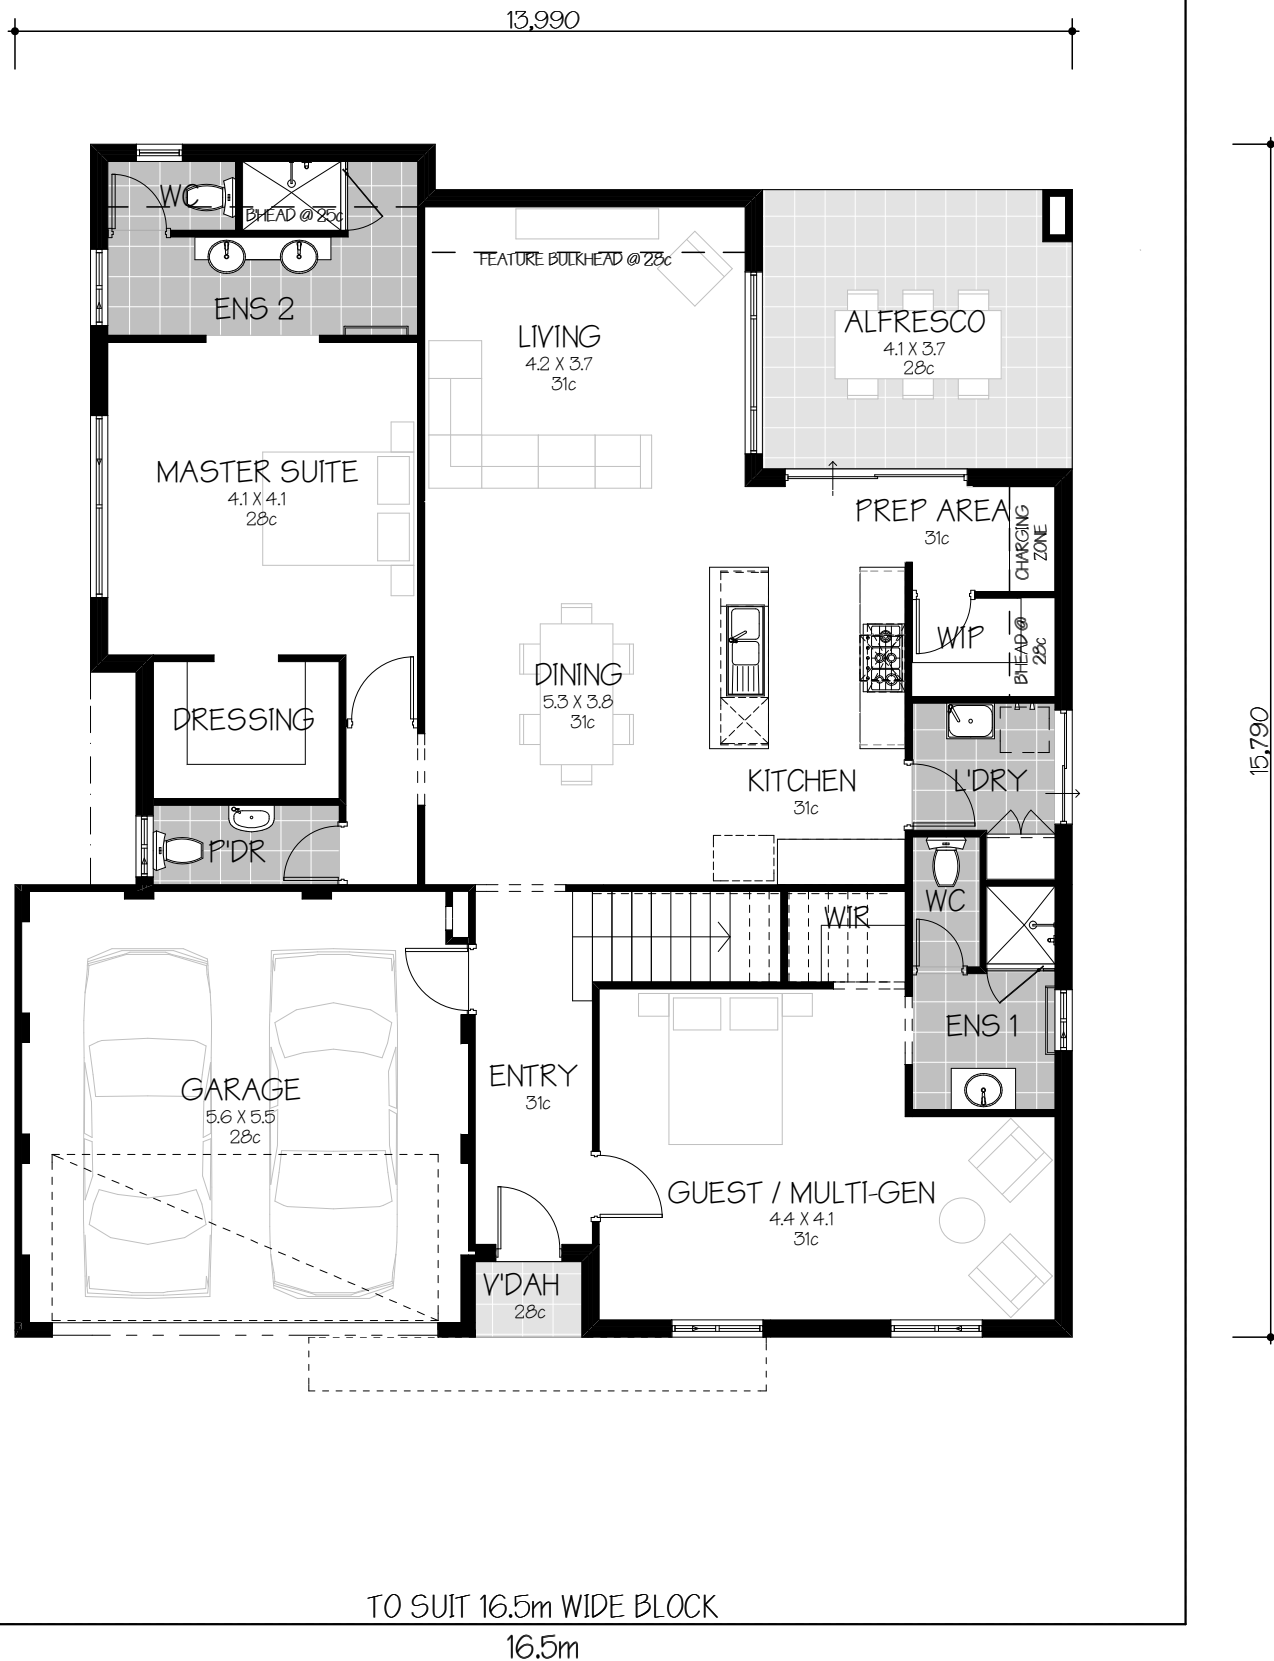 13,990
WC
B'HEAD @ 25c
ENS 2
FEATURE BULKHEAD @ 28c
LIVING
4.2 X 3.7
31c
ALFRESCO
4.1 X 3.7
28c
MASTER SUITE
4.1 X 4.1
28c
PREP AREA
31c
CHARGING
ZONE
WIP
B'HEAD @
28c
DINING
5.3 X 3.8
31c
DRESSING
KITCHEN
31c
L'DRY
15,790
P'DR
WC
WIR
ENS 1
GARAGE
5.6 X 5.5
28c
ENTRY
31c
GUEST / MULTI-GEN
4.4 X 4.1
31c
V'DAH
28c
TO SUIT 16.5m WIDE BLOCK
16.5m